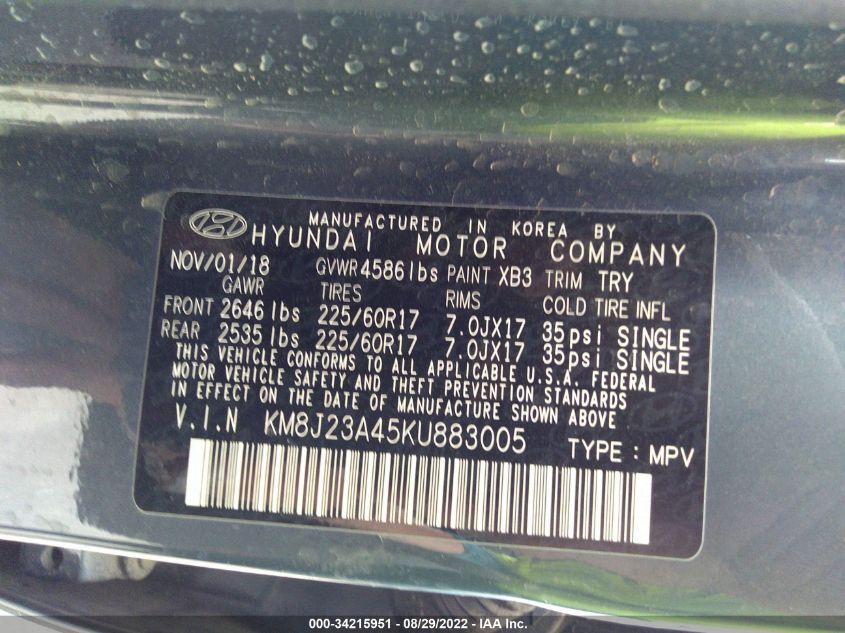 MANUFACTURED IN KOREA BY
HYUNDAI MOTOR COMPANY
NOV/01/18 GVWR 4586 lbs PAINT XB3 TRIM TRY
GAWR TIRES RIMS COLD TIRE INFL
FRONT 2646 lbs 225/60R17 7.0JX17 35psi SINGLE
REAR 2535 lbs 225/60R17 7.0JX17 35psi SINGLE
THIS VEHICLE CONFORMS TO ALL APPLICABLE U.S.A. FEDERAL
MOTOR VEHICLE SAFETY AND THEFT PREVENTION STANDARDS
IN EFFECT ON THE DATE OF MANUFACTURE SHOWN ABOVE
V.I.N KM8J23A45KU883005 TYPE : MPV
000-34215951 - 08/29/2022 - IAA Inc.